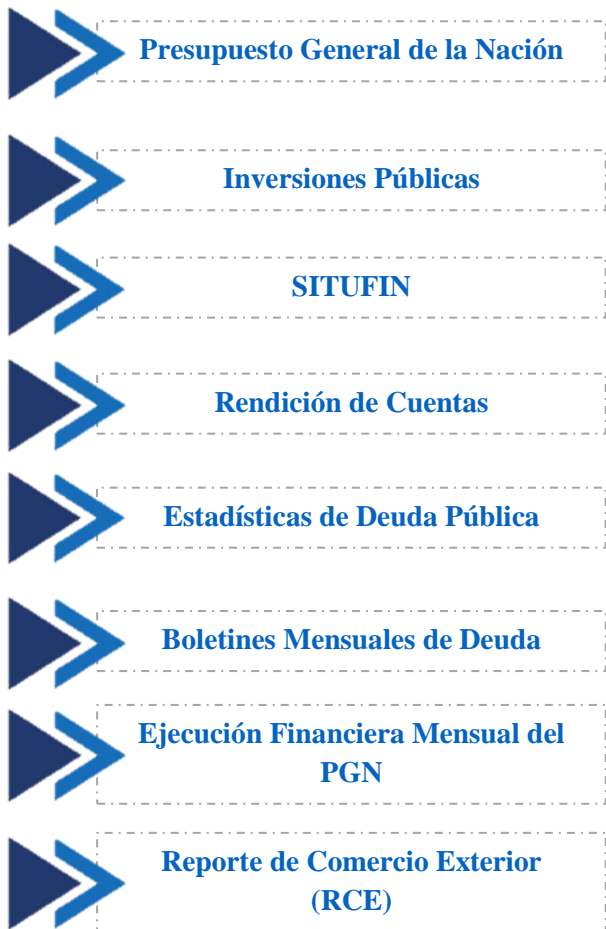 Presupuesto General de la Nación
Inversiones Públicas
SITUFIN
Rendición de Cuentas
Estadísticas de Deuda Pública
Boletines Mensuales de Deuda
Ejecución Financiera Mensual del
PGN
Reporte de Comercio Exterior
(RCE)